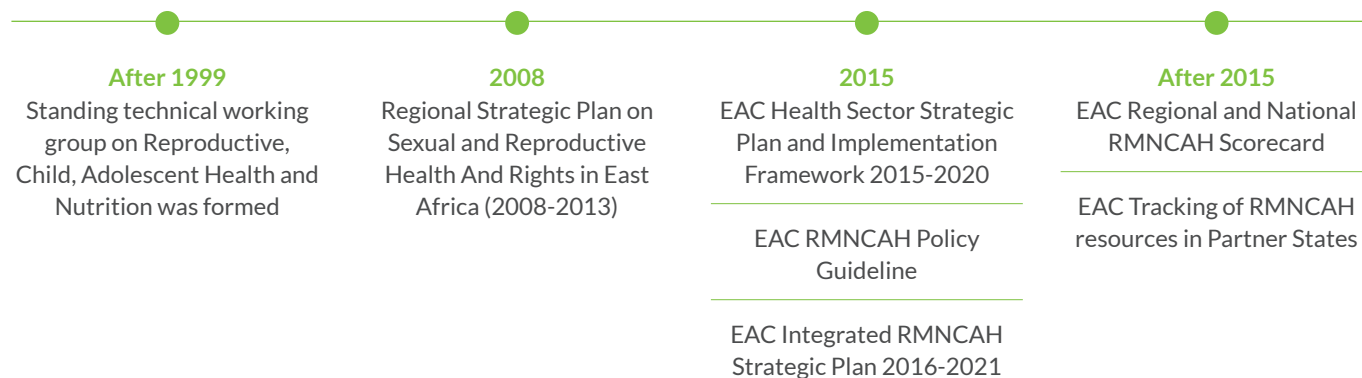 After 1999
Standing technical working
group on Reproductive,
Child, Adolescent Health and
Nutrition was formed
2008
Regional Strategic Plan on
Sexual and Reproductive
Health And Rights in East
Africa (2008-2013)
2015
EAC Health Sector Strategic
Plan and Implementation
Framework 2015-2020
EAC RMNCAH Policy
Guideline
EAC Integrated RMNCAH
Strategic Plan 2016-2021
After 2015
EAC Regional and National
RMNCAH Scorecard
EAC Tracking of RMNCAH
resources in Partner States